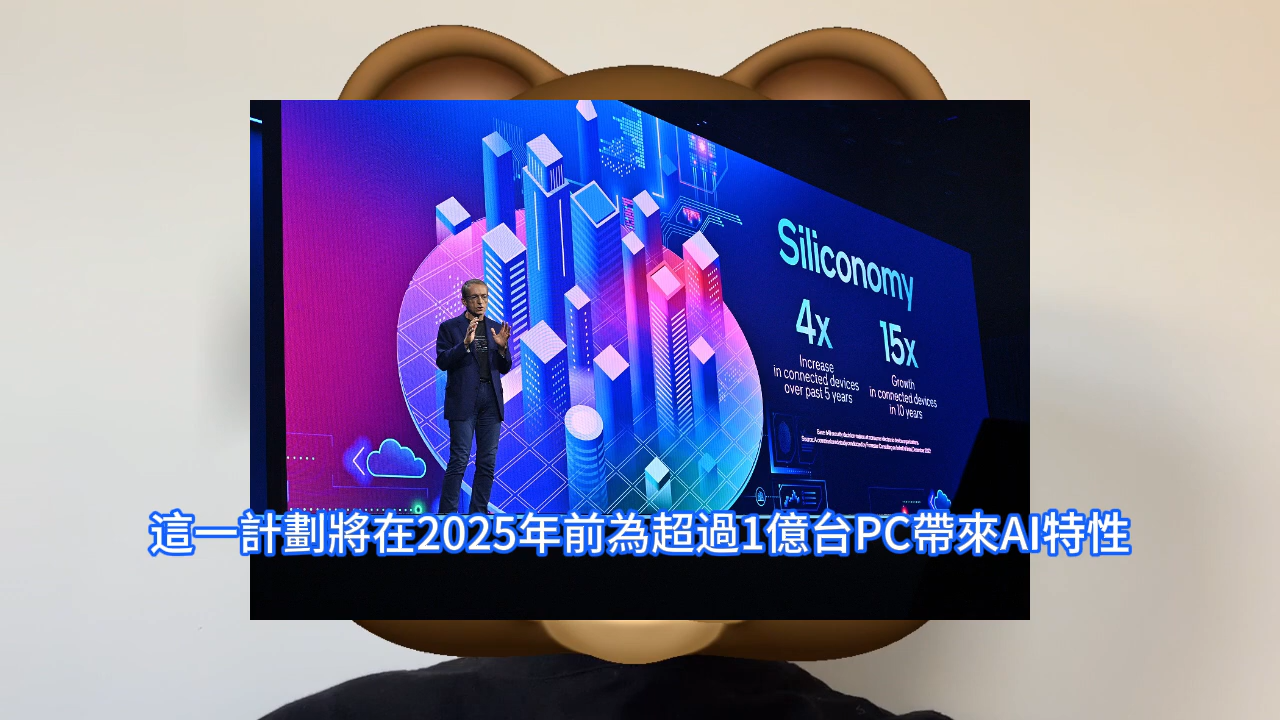 Siliconomy
4x
Increase
in connected devices
over past 5 years
15x
Growth
in connected devices
in 10 years
這一計劃將在2025年前為超過1億台PC帶來AI特性